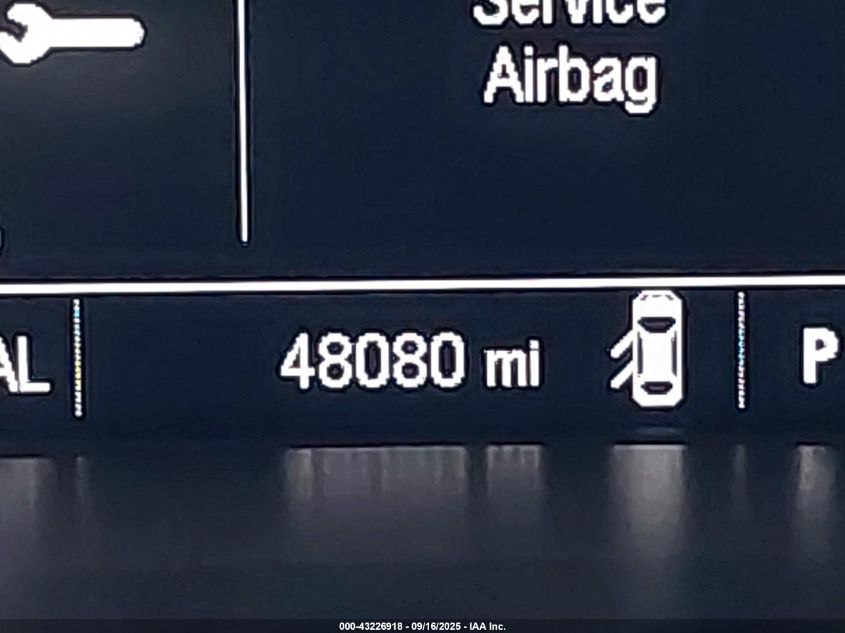 Service
Airbag
AL
48080 mi
P
000-43226918 - 09/16/2025 - IAA Inc.